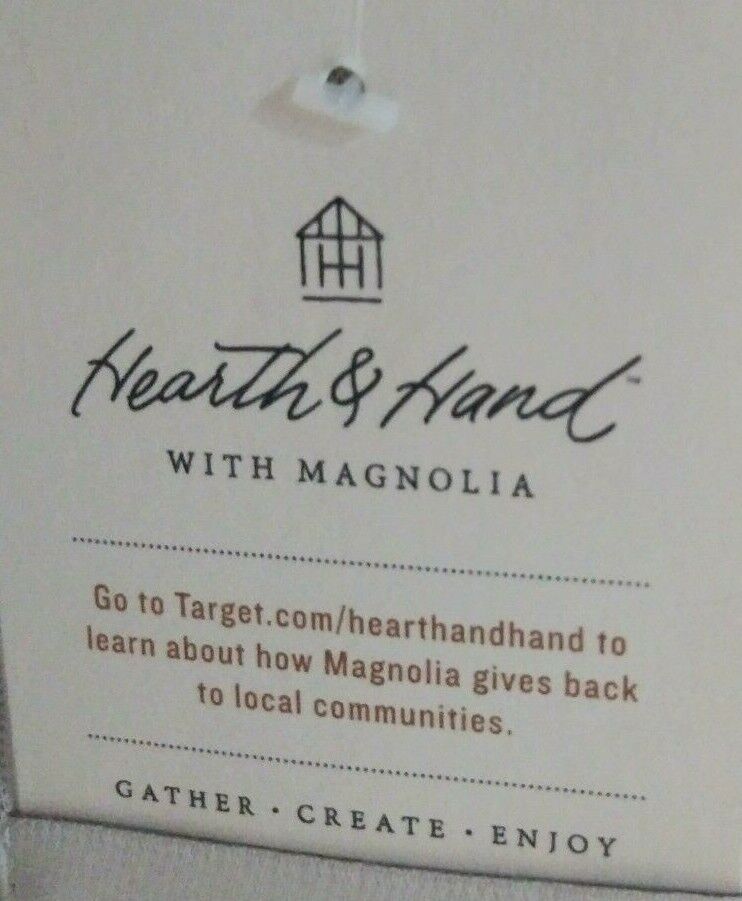 Hearth & Hand™
WITH MAGNOLIA
Go to Target.com/hearthandhand to
learn about how Magnolia gives back
to local communities.
GATHER · CREATE · ENJOY